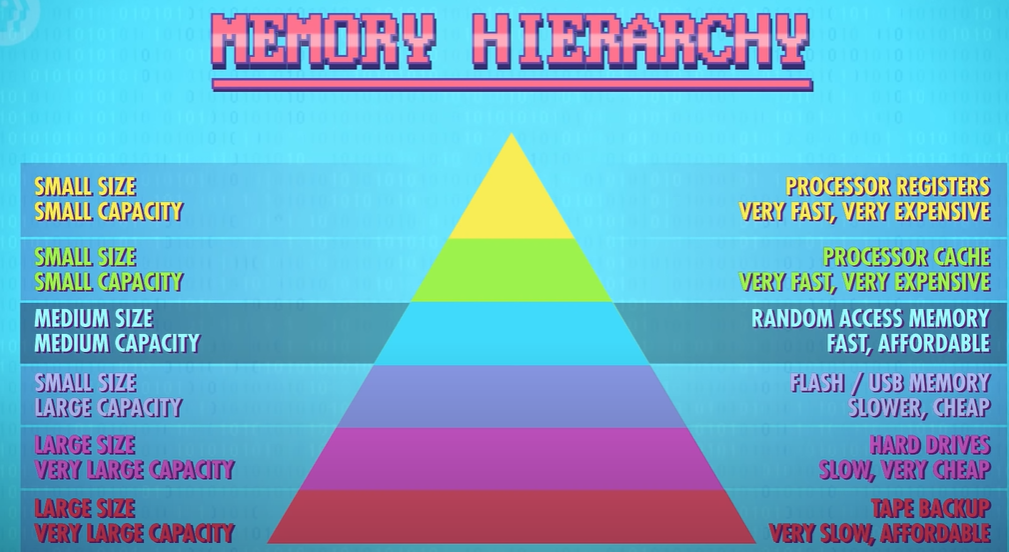 MEMORY HIERARCHY
SMALL SIZE
SMALL CAPACITY
PROCESSOR REGISTERS
VERY FAST, VERY EXPENSIVE
SMALL SIZE
SMALL CAPACITY
PROCESSOR CACHE
VERY FAST, VERY EXPENSIVE
MEDIUM SIZE
MEDIUM CAPACITY
RANDOM ACCESS MEMORY
FAST, AFFORDABLE
SMALL SIZE
LARGE CAPACITY
FLASH / USB MEMORY
SLOWER, CHEAP
LARGE SIZE
VERY LARGE CAPACITY
HARD DRIVES
SLOW, VERY CHEAP
LARGE SIZE
VERY LARGE CAPACITY
TAPE BACKUP
VERY SLOW, AFFORDABLE